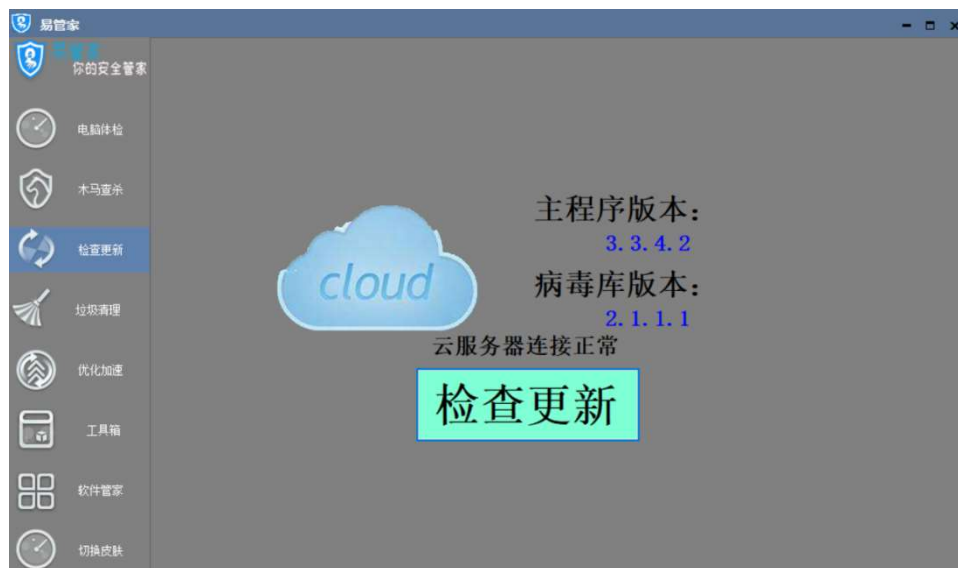 易管家
你的安全管家
电脑体检
木马查杀
检查更新
垃圾清理
优化加速
工具箱
软件管家
切换皮肤
cloud
主程序版本：
3.3.4.2
病毒库版本：
2.1.1.1
云服务器连接正常
检查更新